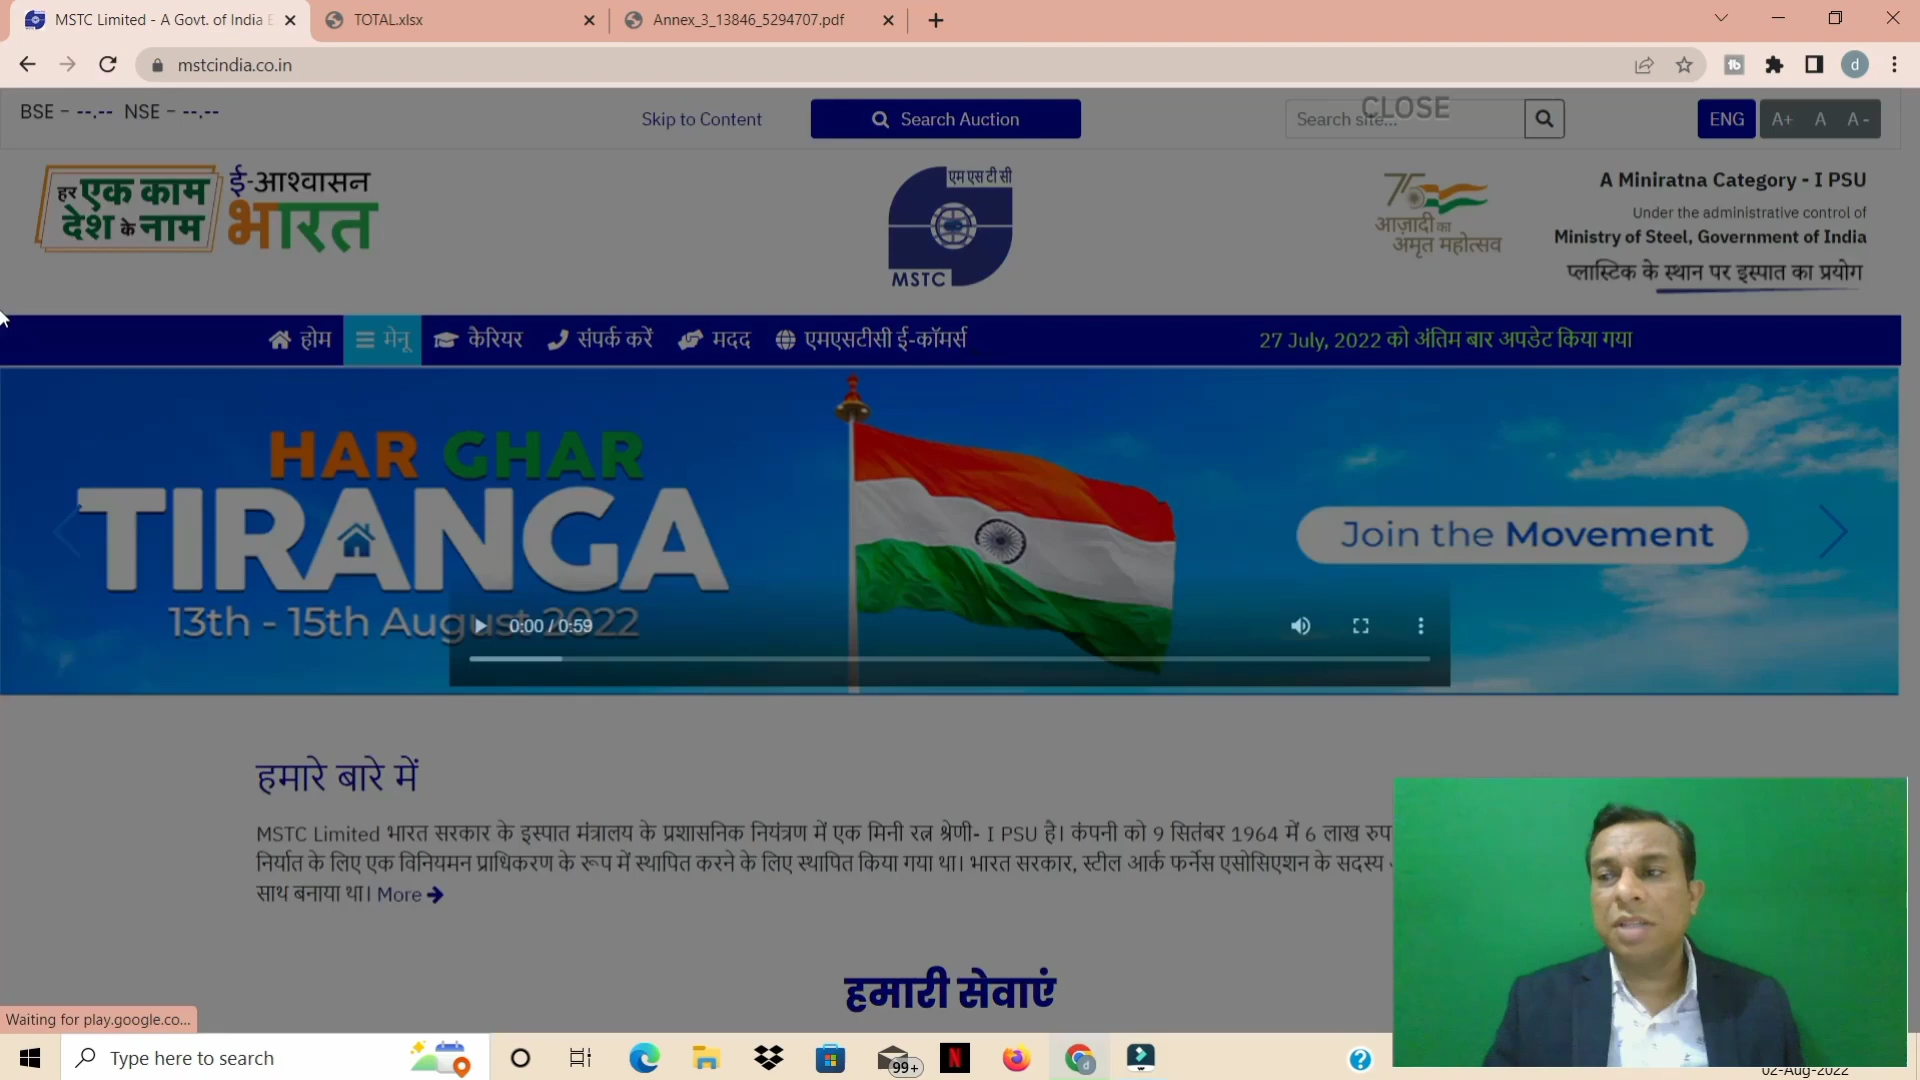 MSTC Limited - A Govt. of India E
TOTAL.xlsx
Annex_3_13846_5294707.pdf
mstcindia.co.in
d
BSE - --.-- NSE - --.--
Skip to Content
Search Auction
Search site...
CLOSE
ENG
A+ A A -
हर एक काम
देश के नाम
ई-आश्वासन
भारत
एम एस टी सी
MSTC
75
आज़ादी का
अमृत महोत्सव
A Miniratna Category - I PSU
Under the administrative control of
Ministry of Steel, Government of India
प्लास्टिक के स्थान पर इस्पात का प्रयोग
होम
मेनू
कैरियर
संपर्क करें
मदद
एमएसटीसी ई-कॉमर्स
27 July, 2022 को अंतिम बार अपडेट किया गया
HAR GHAR
TIRANGA
13th - 15th August 2022
Join the Movement
0:00 / 0:59
हमारे बारे में
MSTC Limited भारत सरकार के इस्पात मंत्रालय के प्रशासनिक नियंत्रण में एक मिनी रत्न श्रेणी- I PSU है। कंपनी को 9 सितंबर 1964 में 6 लाख रुप
निर्यात के लिए एक विनियमन प्राधिकरण के रूप में स्थापित करने के लिए स्थापित किया गया था। भारत सरकार, स्टील आर्क फर्नेस एसोसिएशन के सदस्य
साथ बनाया था। More
हमारी सेवाएं
Waiting for play.google.co...
Type here to search
99+
N
02-Aug-2022